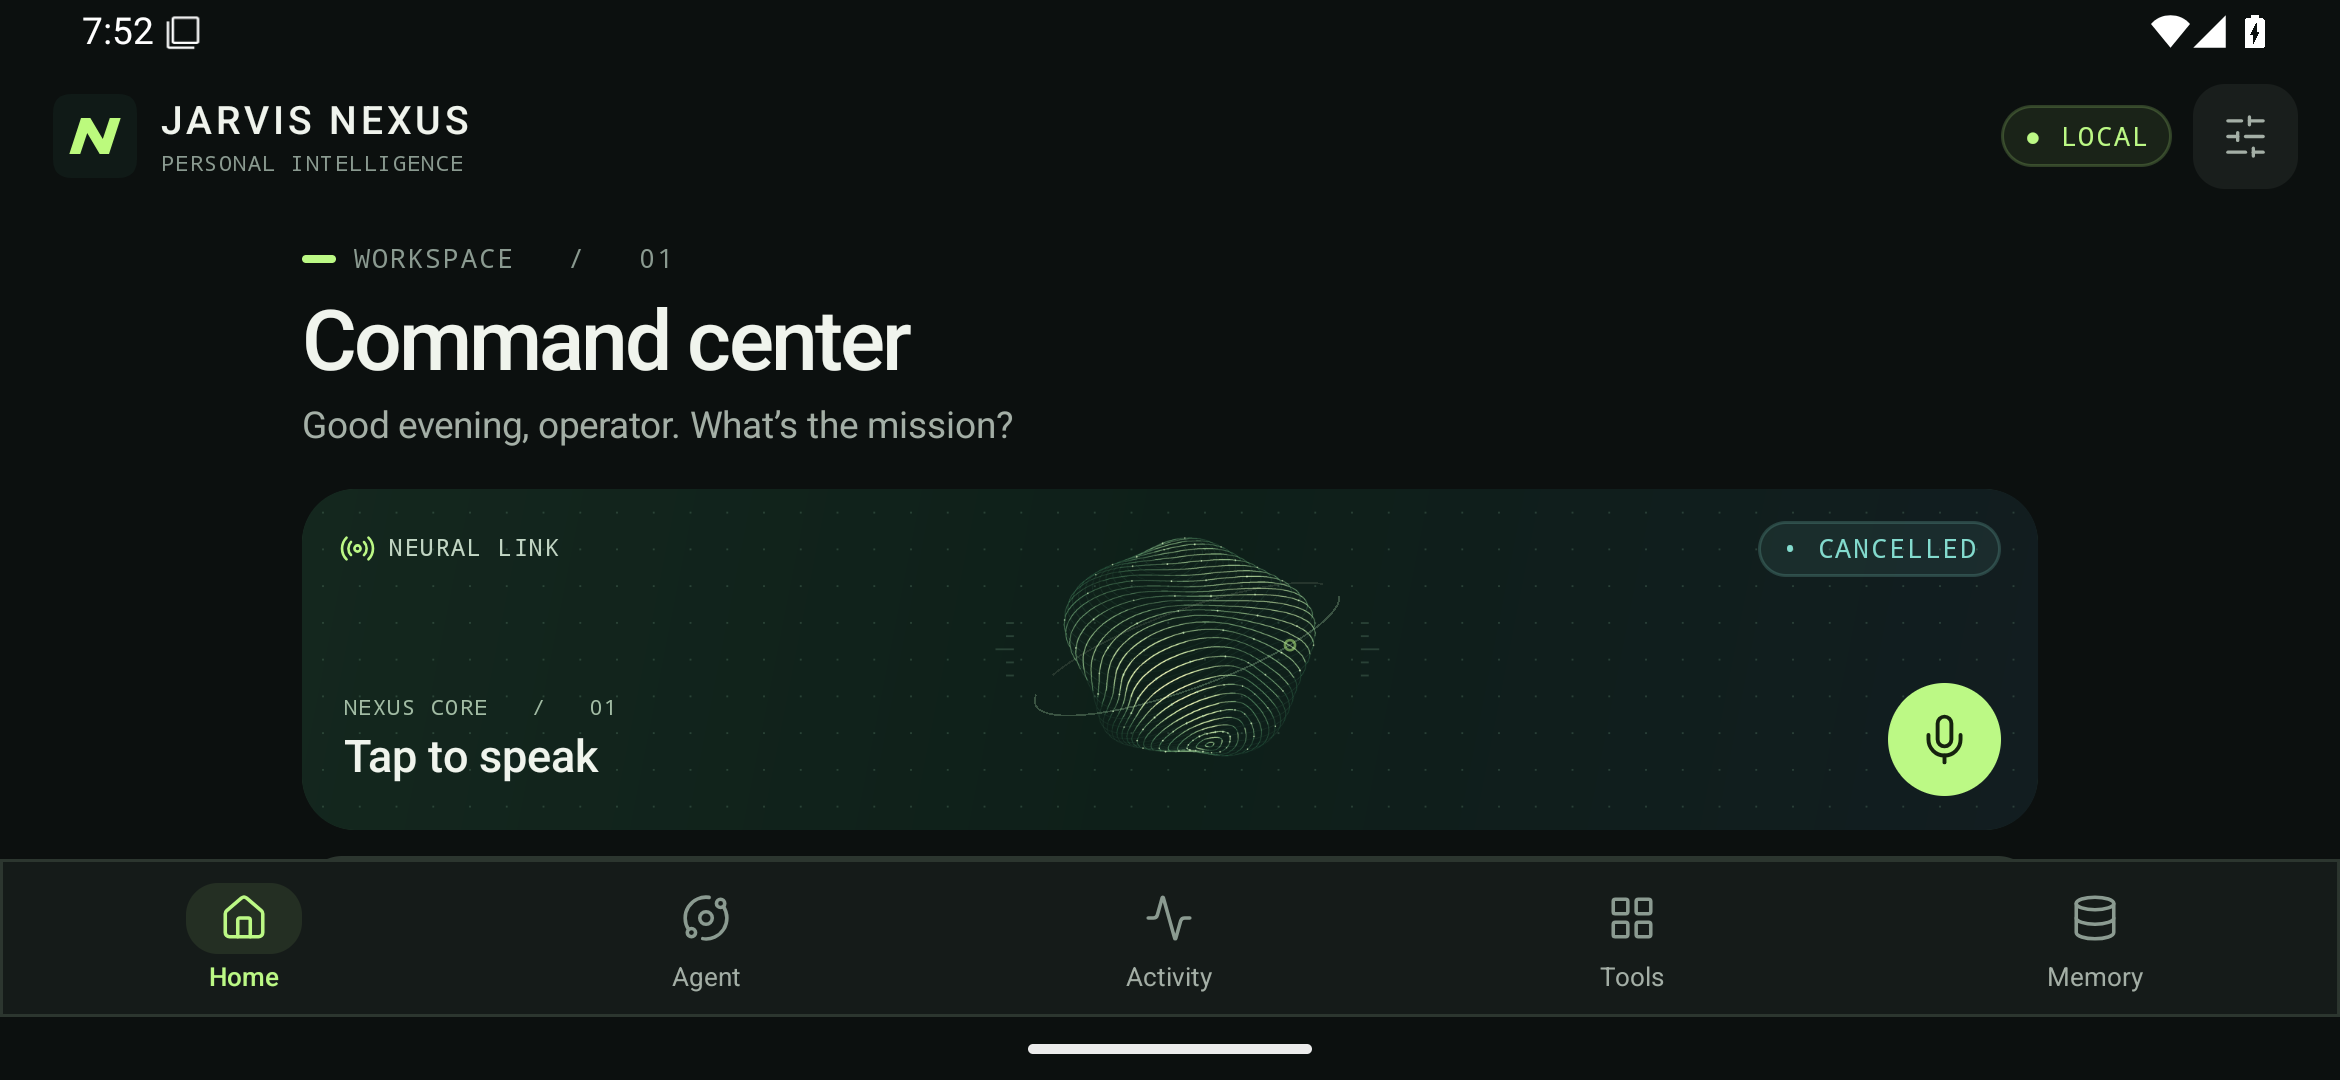 7:52
JARVIS NEXUS
PERSONAL INTELLIGENCE
LOCAL
WORKSPACE / 01
Command center
Good evening, operator. What’s the mission?
NEURAL LINK
CANCELLED
NEXUS CORE / 01
Tap to speak
Home
Agent
Activity
Tools
Memory